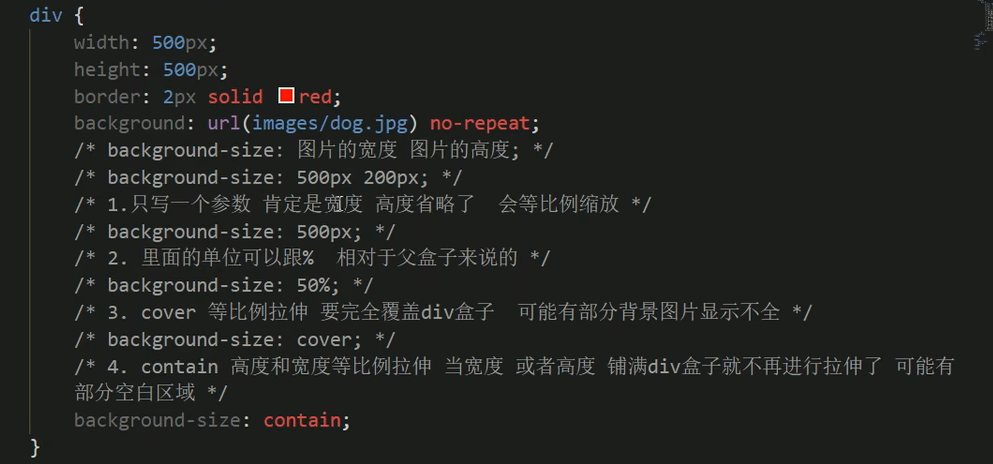 div {
width: 500px;
height: 500px;
border: 2px solid red;
background: url(images/dog.jpg) no-repeat;
/* background-size: 图片的宽度 图片的高度; */
/* background-size: 500px 200px; */
/* 1.只写一个参数 肯定是宽度 高度省略了 会等比例缩放 */
/* background-size: 500px; */
/* 2. 里面的单位可以跟% 相对于父盒子来说的 */
/* background-size: 50%; */
/* 3. cover 等比例拉伸 要完全覆盖div盒子 可能有部分背景图片显示不全 */
/* background-size: cover; */
/* 4. contain 高度和宽度等比例拉伸 当宽度 或者高度 铺满div盒子就不再进行拉伸了 可能有
部分空白区域 */
background-size: contain;
}